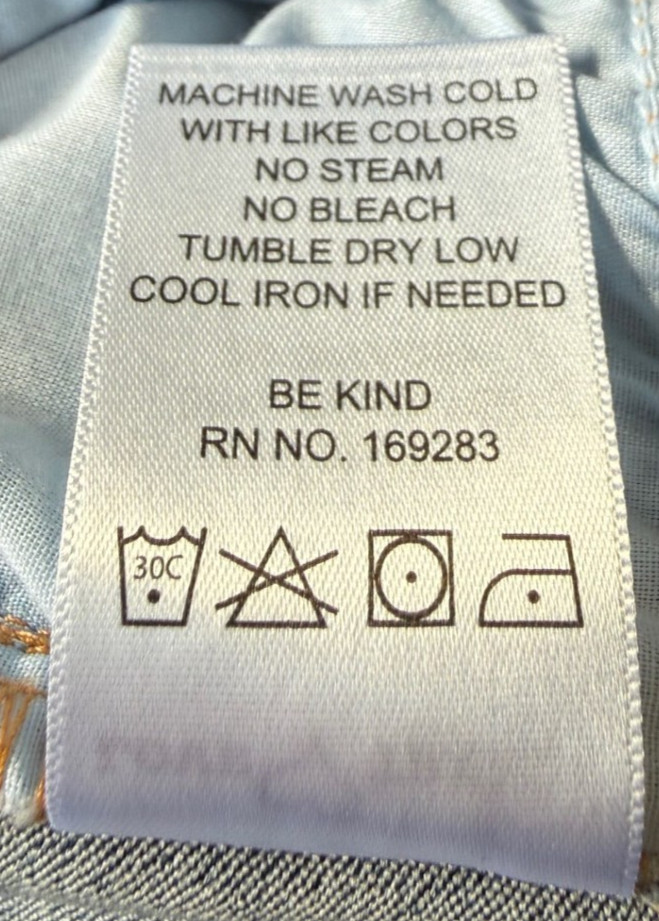 MACHINE WASH COLD
WITH LIKE COLORS
NO STEAM
NO BLEACH
TUMBLE DRY LOW
COOL IRON IF NEEDED
BE KIND
RN NO. 169283
30C